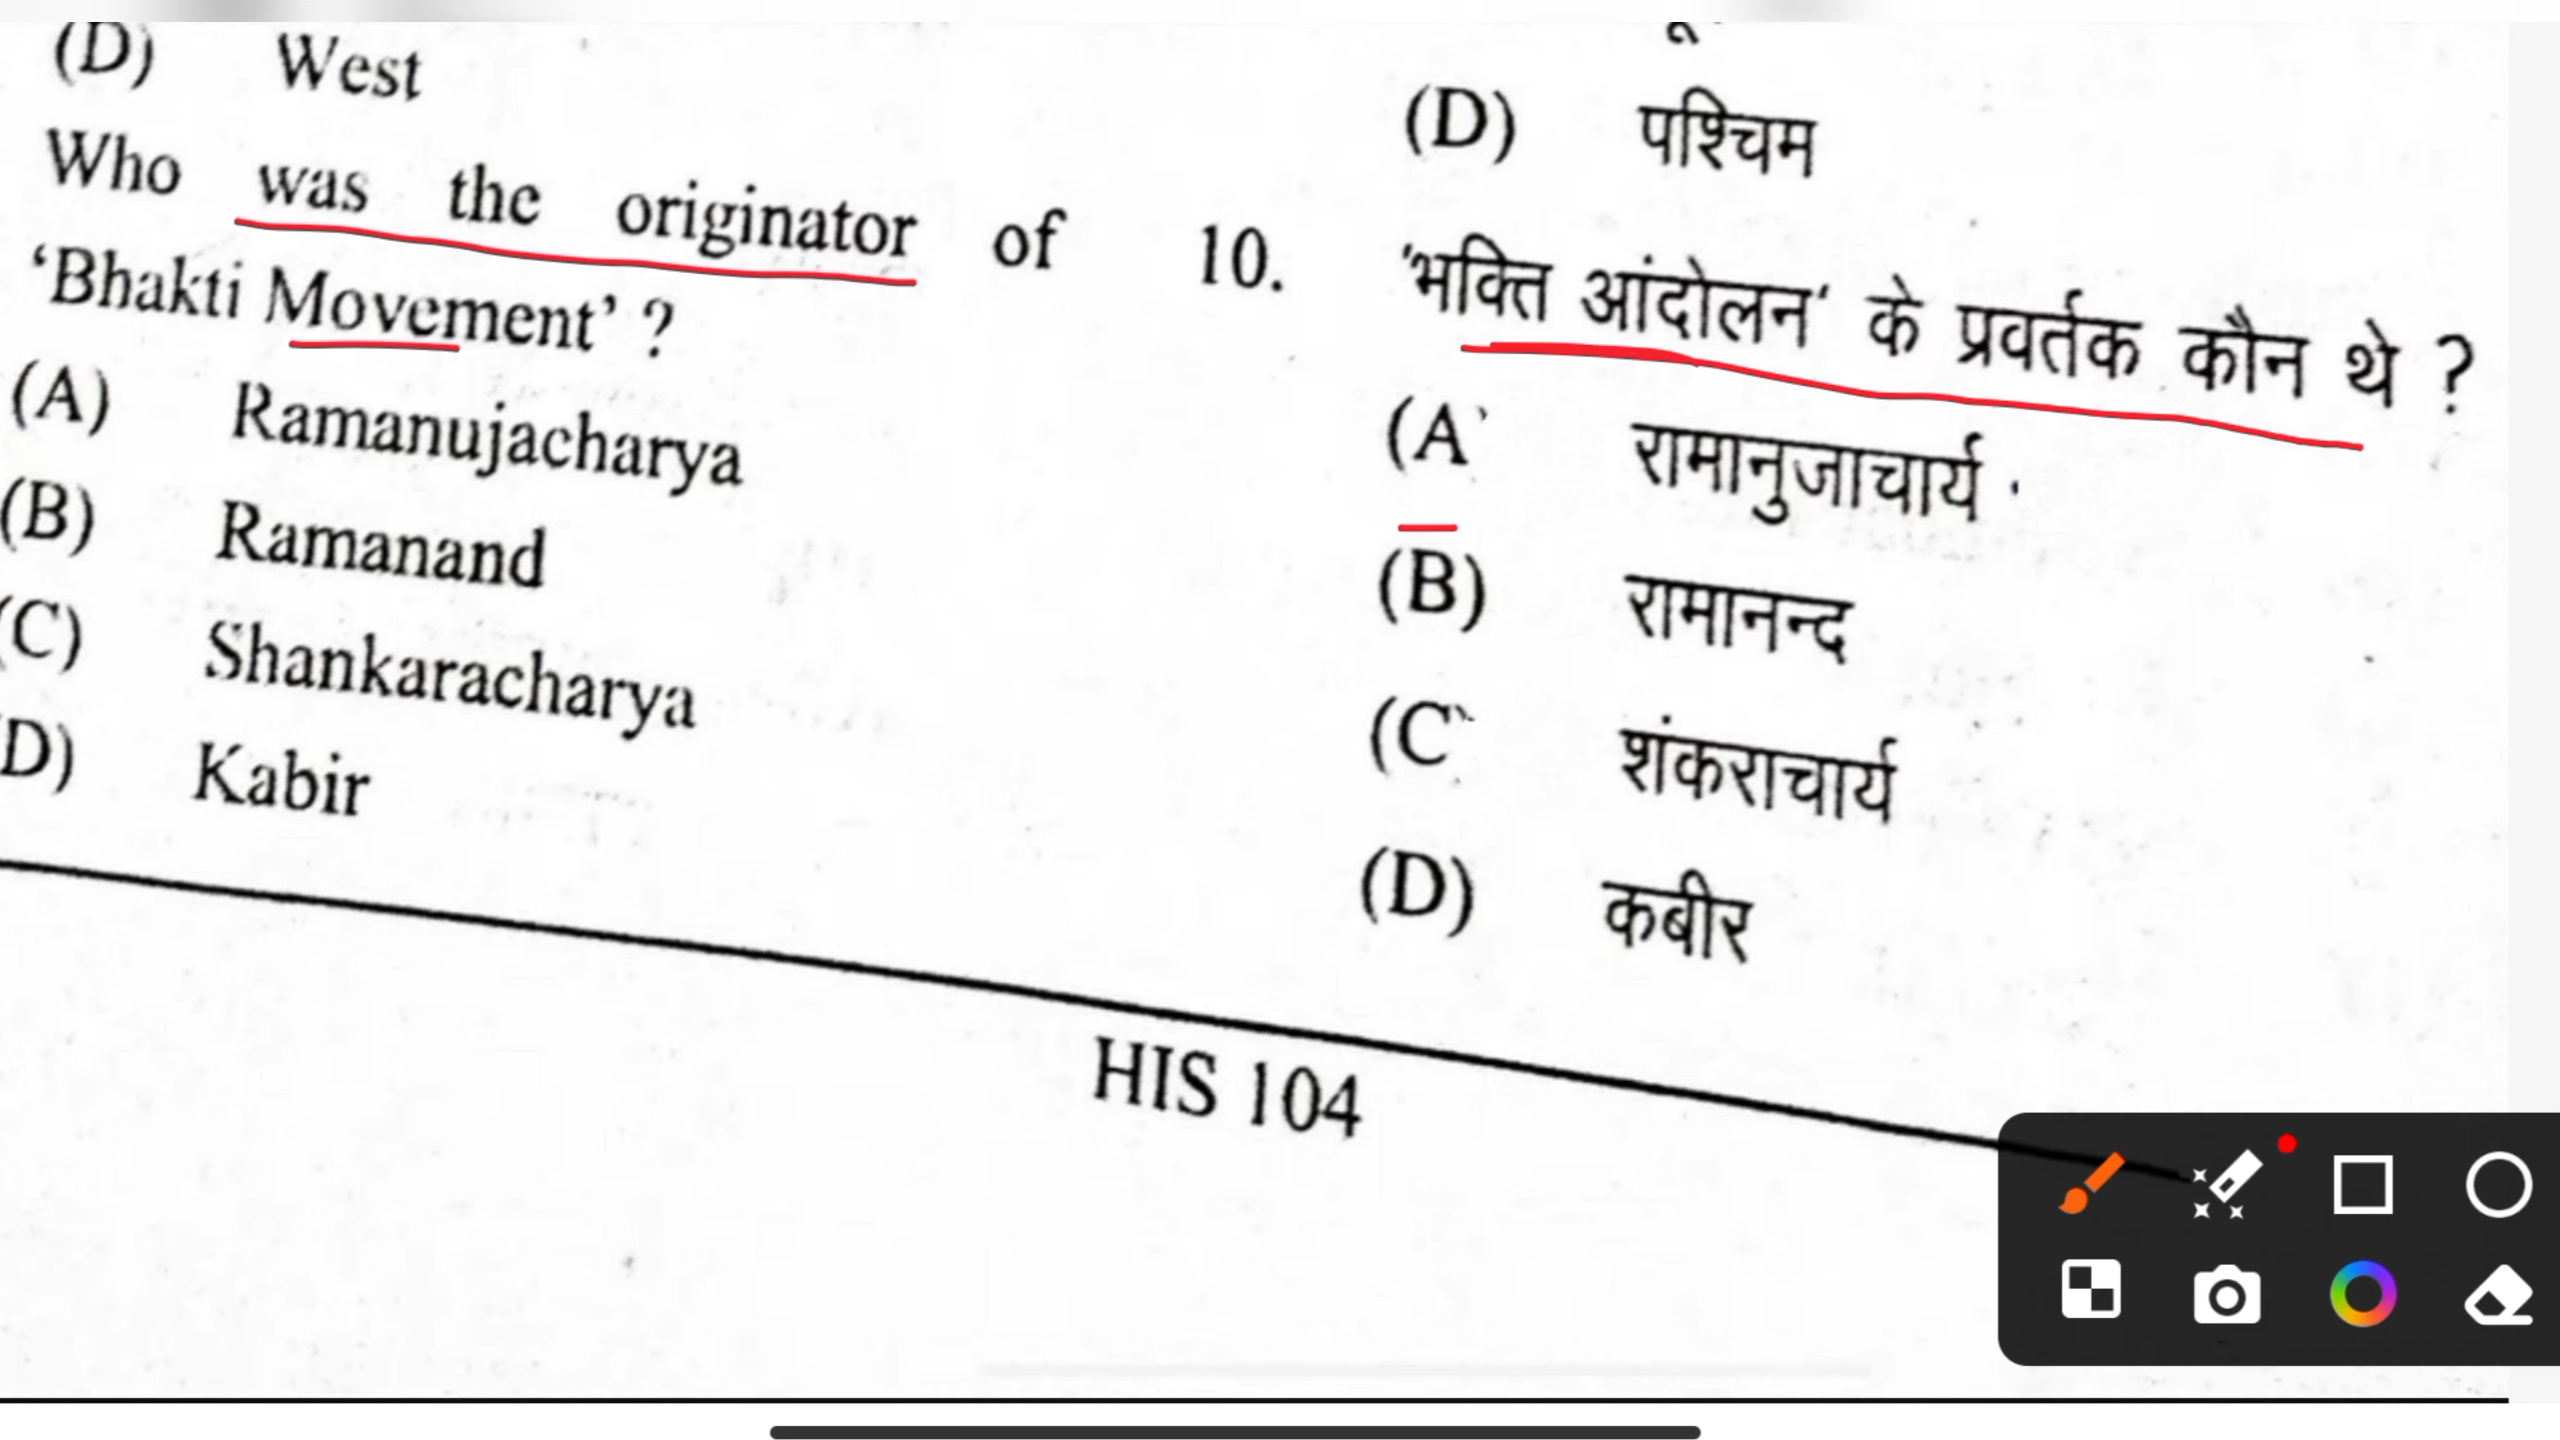 (D) West
Who was the originator of
‘Bhakti Movement’ ?
(A) Ramanujacharya
(B) Ramanand
(C) Shankaracharya
D) Kabir
(D) पश्चिम
10. 'भक्ति आंदोलन' के प्रवर्तक कौन थे ?
(A) रामानुजाचार्य
(B) रामानन्द
(C) शंकराचार्य
(D) कबीर
HIS 104